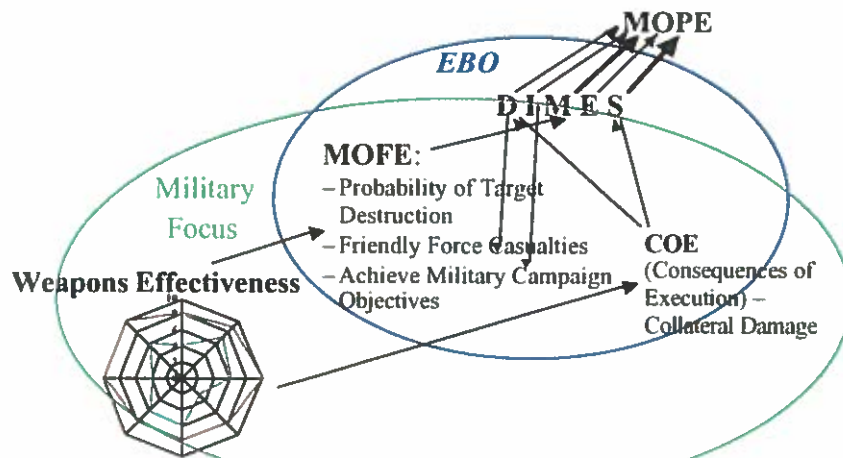 MOPE
EBO
D I M E S
MOFE:
–Probability of Target
Destruction
–Friendly Force Casualties
–Achieve Military Campaign
Objectives
Military
Focus
Weapons Effectiveness
COE
(Consequences of
Execution) –
Collateral Damage